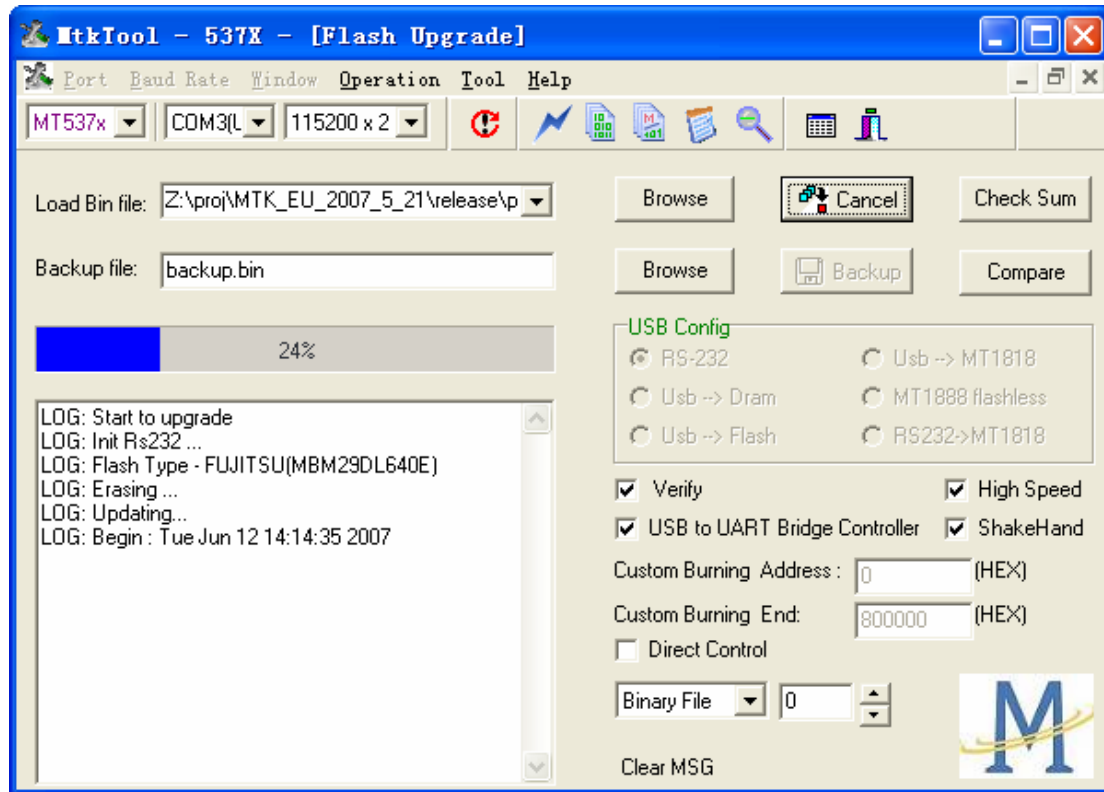 MtkTool - 537X - [Flash Upgrade]
Port Baud Rate Window Operation Tool Help
MT537x COM3(L 115200 x 2
Load Bin file: Z:\proj\MTK_EU_2007_5_21\release\p Browse Cancel Check Sum
Backup file: backup.bin Browse Backup Compare
24%
LOG: Start to upgrade
LOG: Init Rs232 ...
LOG: Flash Type - FUJITSU(MBM29DL640E)
LOG: Erasing ...
LOG: Updating...
LOG: Begin : Tue Jun 12 14:14:35 2007
USB Config
RS-232 Usb --> MT1818
Usb --> Dram MT1888 flashless
Usb --> Flash RS232->MT1818
Verify High Speed
USB to UART Bridge Controller ShakeHand
Custom Burning Address : 0 (HEX)
Custom Burning End: 800000 (HEX)
Direct Control
Binary File 0
M
Clear MSG